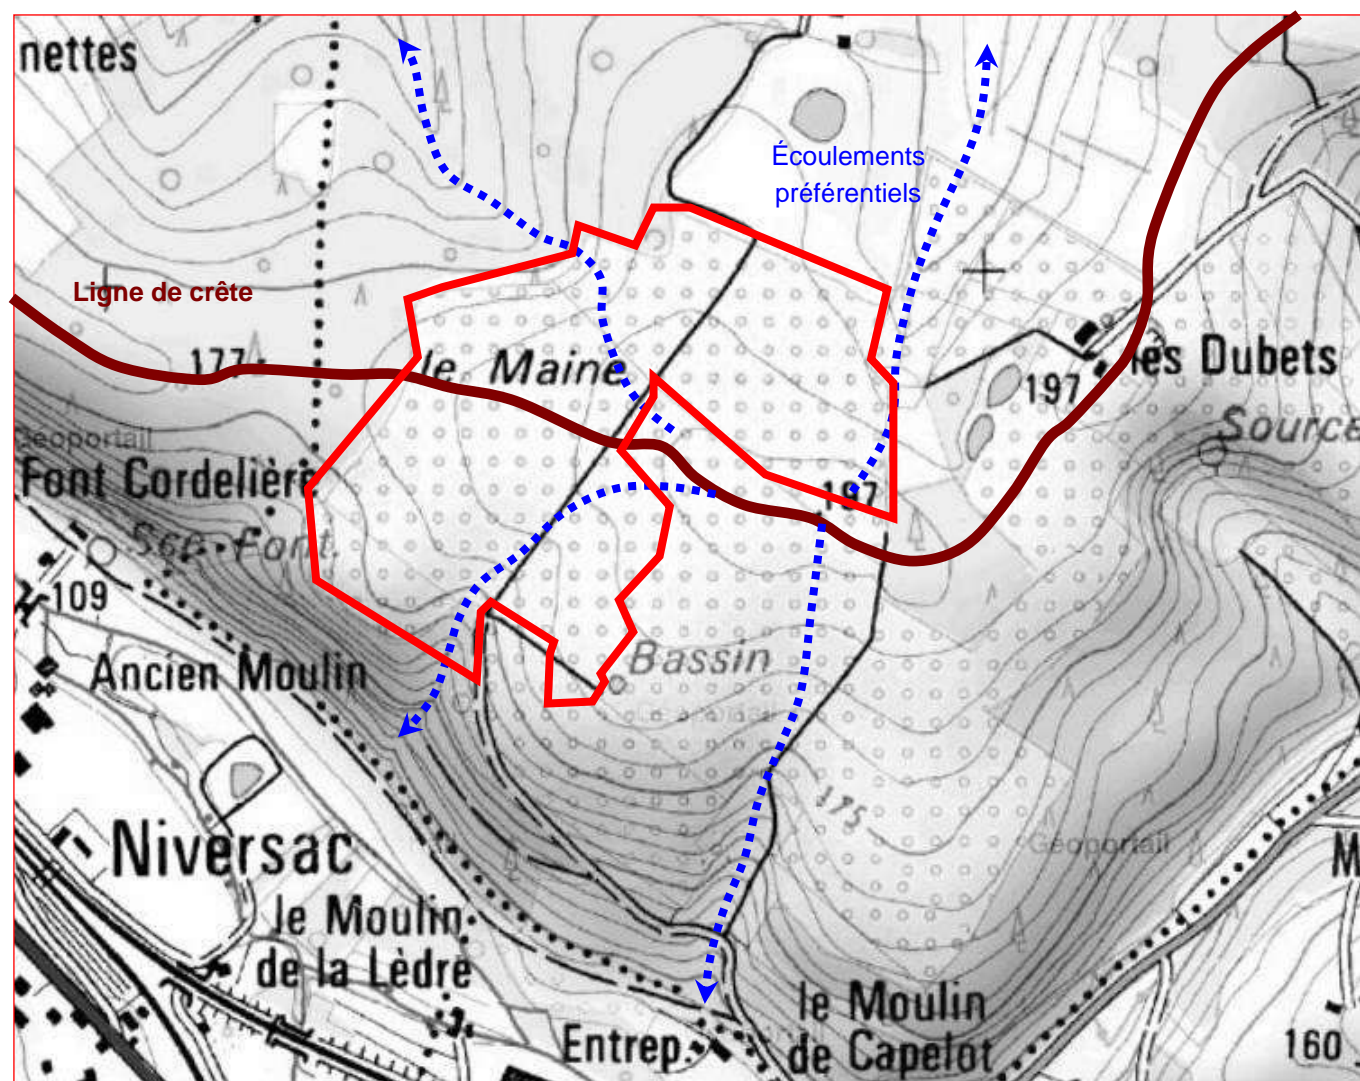 nettes
Écoulements
préférentiels
Ligne de crête
177
le Maine
les Dubets
197
Source
Géoportail
Font Cordelière
197
Sce Font.
109
Bassin
Ancien Moulin
175
Géoportail
Niversac
M
le Moulin
de la Lèdre
le Moulin
de Capelot
Entrep.
160